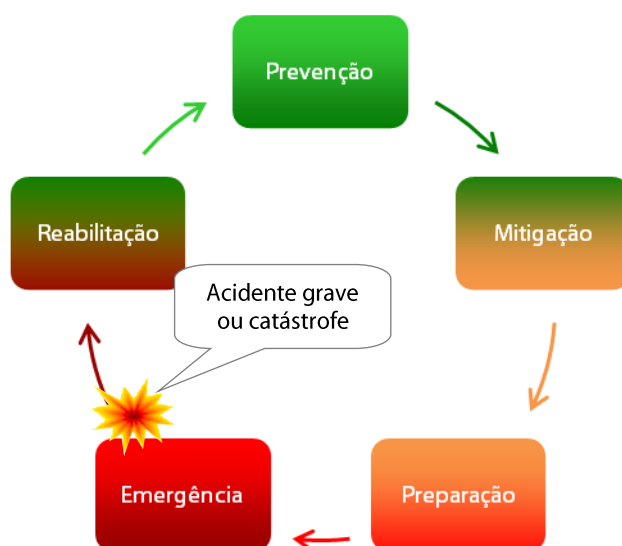 Prevenção
Reabilitação
Mitigação
Acidente grave
ou catástrofe
Emergência
Preparação